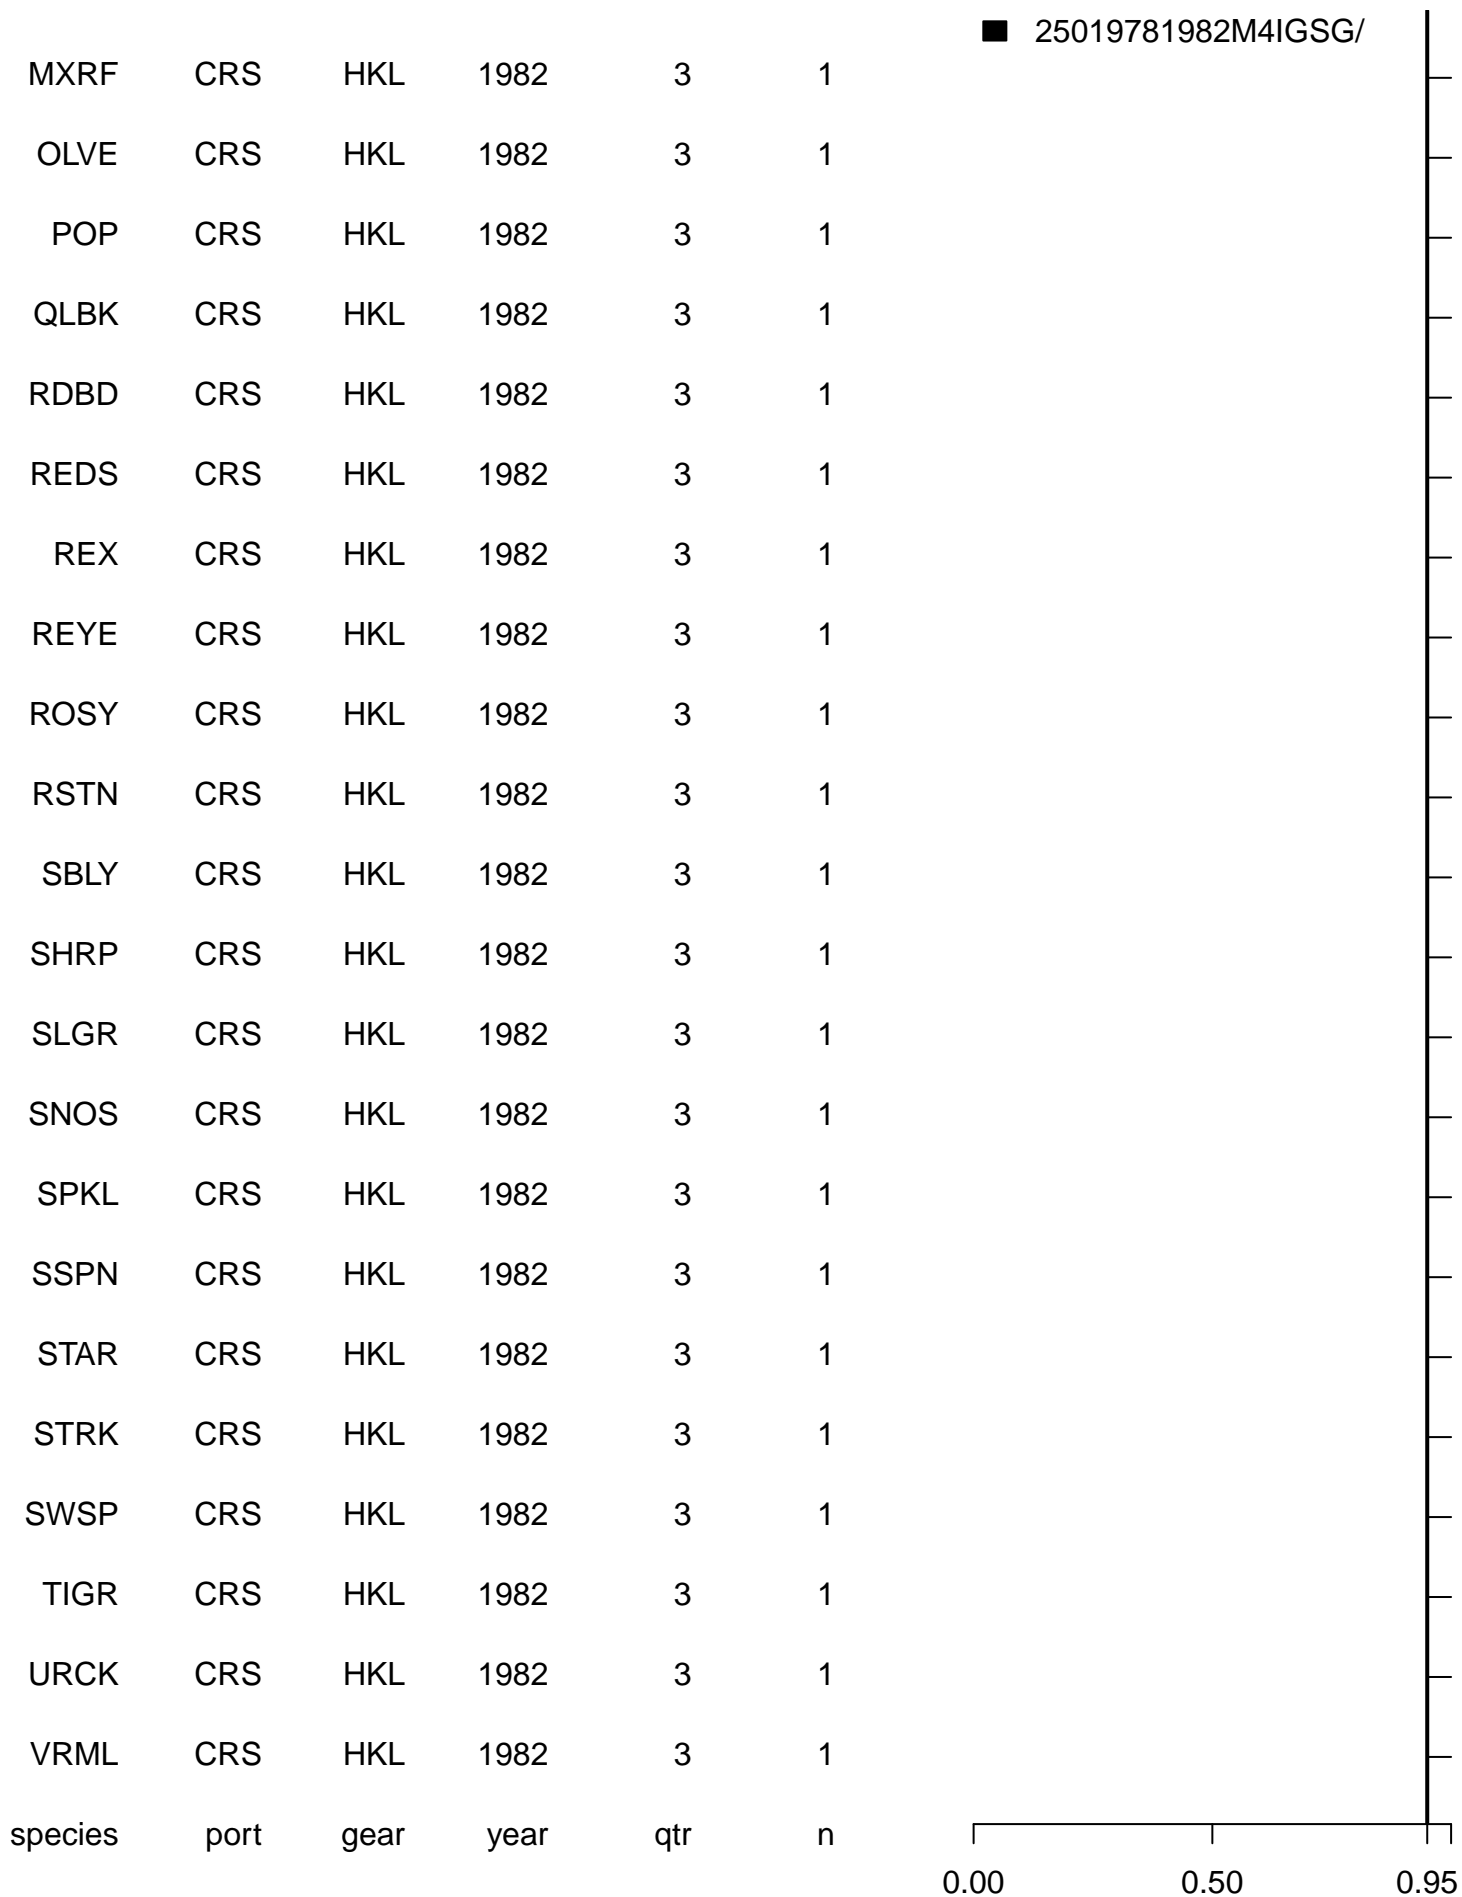 25019781982M4IGSG/
MXRF CRS HKL 1982 3 1
OLVE CRS HKL 1982 3 1
POP CRS HKL 1982 3 1
QLBK CRS HKL 1982 3 1
RDBD CRS HKL 1982 3 1
REDS CRS HKL 1982 3 1
REX CRS HKL 1982 3 1
REYE CRS HKL 1982 3 1
ROSY CRS HKL 1982 3 1
RSTN CRS HKL 1982 3 1
SBLY CRS HKL 1982 3 1
SHRP CRS HKL 1982 3 1
SLGR CRS HKL 1982 3 1
SNOS CRS HKL 1982 3 1
SPKL CRS HKL 1982 3 1
SSPN CRS HKL 1982 3 1
STAR CRS HKL 1982 3 1
STRK CRS HKL 1982 3 1
SWSP CRS HKL 1982 3 1
TIGR CRS HKL 1982 3 1
URCK CRS HKL 1982 3 1
VRML CRS HKL 1982 3 1
species port gear year qtr n
0.00 0.50 0.95